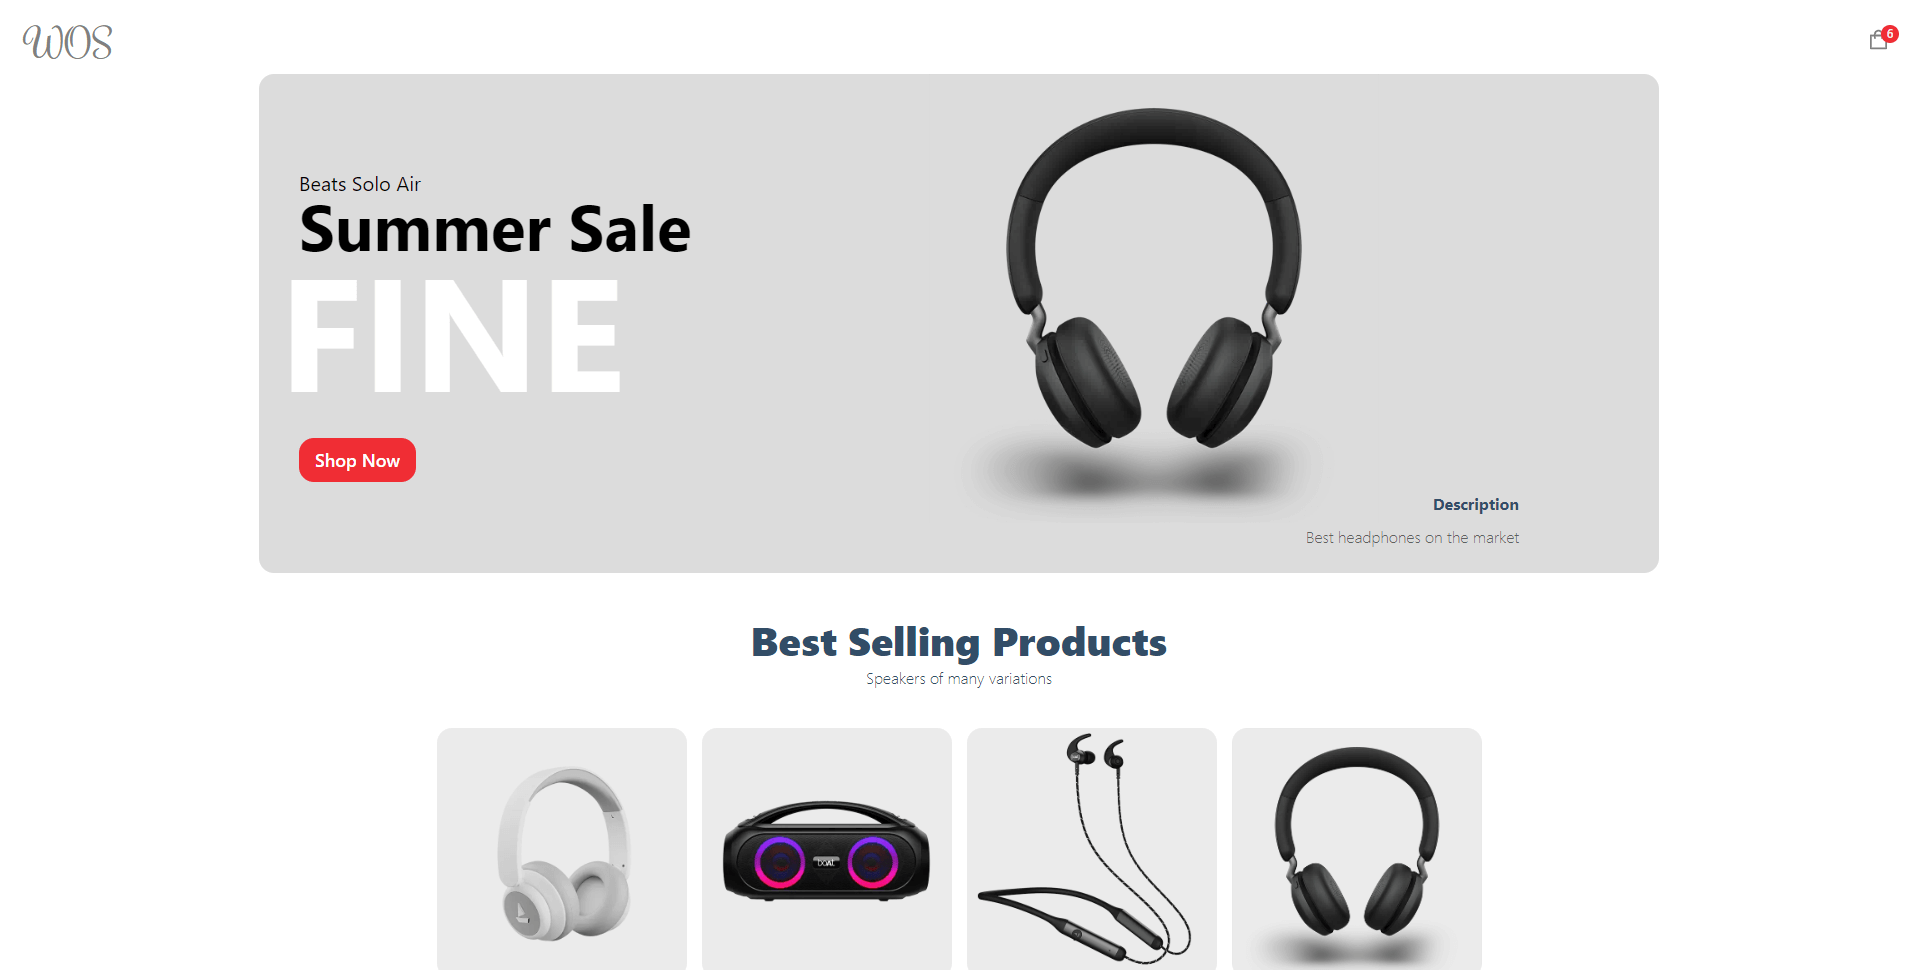 WOS
6
Beats Solo Air
Summer Sale
FINE
Shop Now
Description
Best headphones on the market
Best Selling Products
Speakers of many variations
boAt